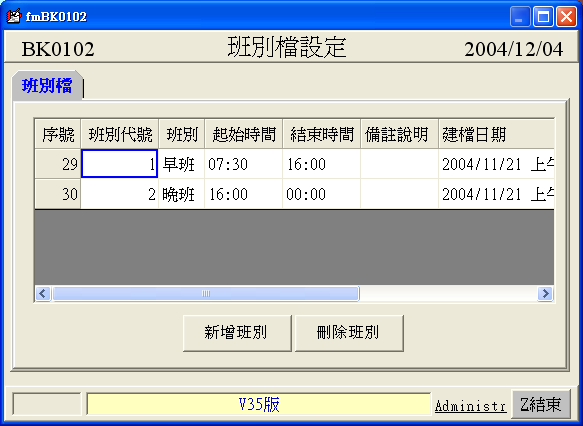 fmBK0102
BK0102 班別檔設定 2004/12/04
班別檔
序號 班別代號 班別 起始時間 結束時間 備註說明 建檔日期
29 1 早班 07:30 16:00 2004/11/21 上午
30 2 晚班 16:00 00:00 2004/11/21 上午
新增班別 刪除班別
V35版 Administr Z結束